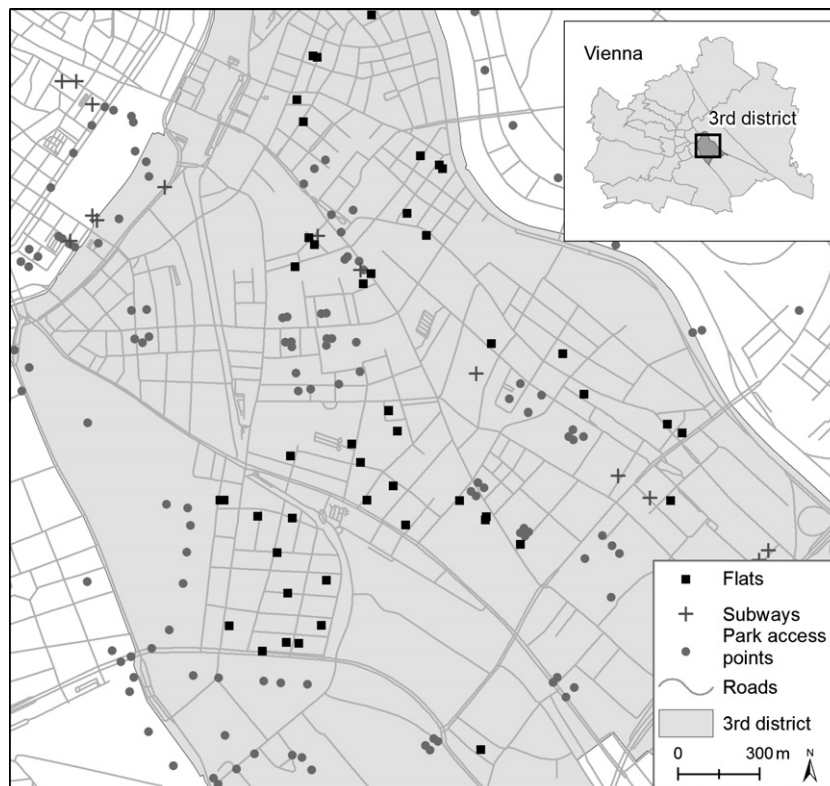 Vienna
3rd district
Flats
Subways
Park access
points
Roads
3rd district
0 300 m
N